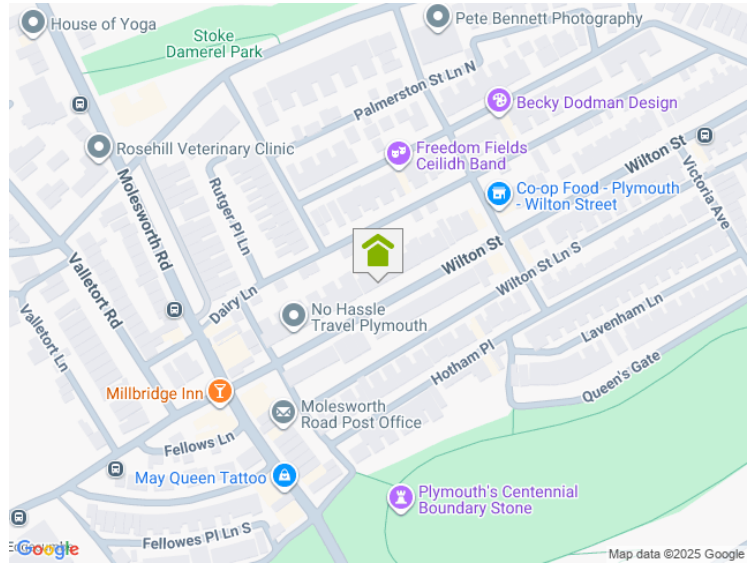 House of Yoga
Stoke
Damerel Park
Pete Bennett Photography
Palmerston St Ln N
Becky Dodman Design
Rosehill Veterinary Clinic
Freedom Fields
Ceilidh Band
Wilton St
Co-op Food - Plymouth
- Wilton Street
Victoria Ave
Molesworth Rd
Rutger Pl Ln
Valletort Rd
Valletort Ln
Dairy Ln
Wilton St
Wilton St Ln S
No Hassle
Travel Plymouth
Lavenham Ln
Hotham Pl
Queen's Gate
Millbridge Inn
Molesworth
Road Post Office
Fellows Ln
May Queen Tattoo
Plymouth's Centennial
Boundary Stone
Fellowes Pl Ln S
Google
Map data ©2025 Google